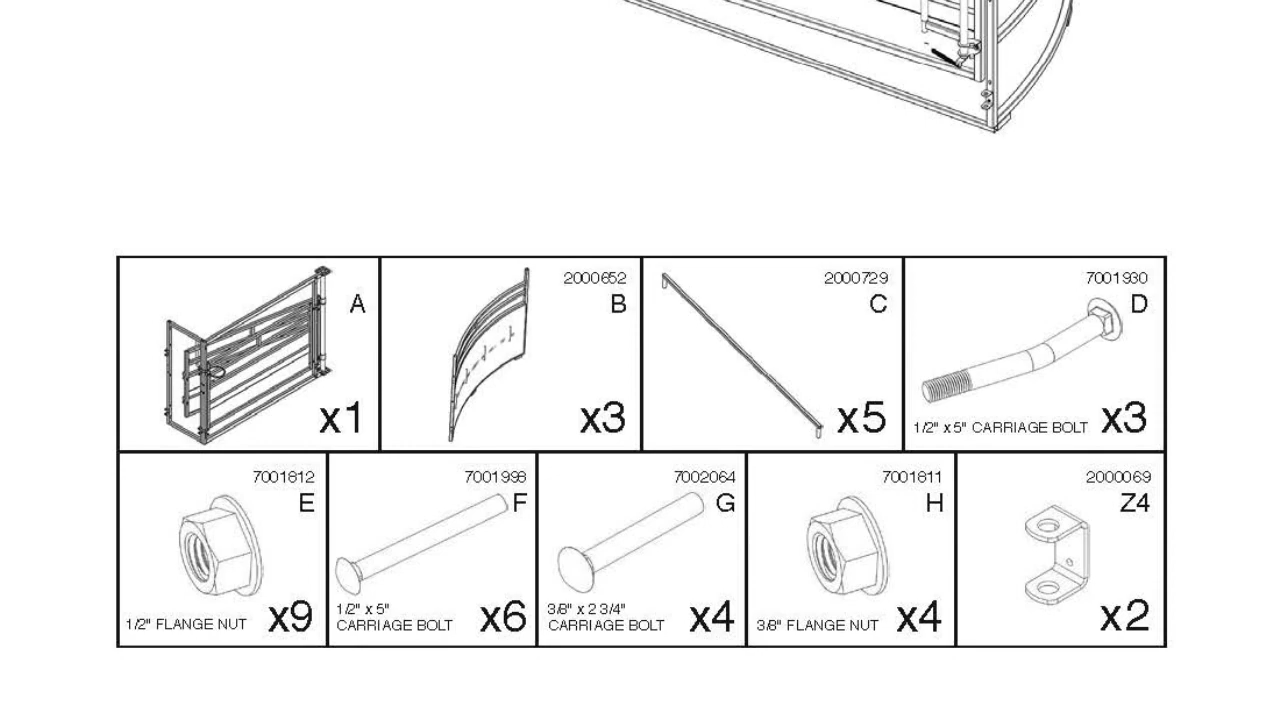 A
x1
2000652
B
x3
2000729
C
x5
7001930
D
1/2" x 5" CARRIAGE BOLT
x3
7001812
E
1/2" FLANGE NUT
x9
7001998
F
1/2" x 5"
CARRIAGE BOLT
x6
7002064
G
3/8" x 2 3/4"
CARRIAGE BOLT
x4
7001811
H
3/8" FLANGE NUT
x4
2000069
Z4
x2